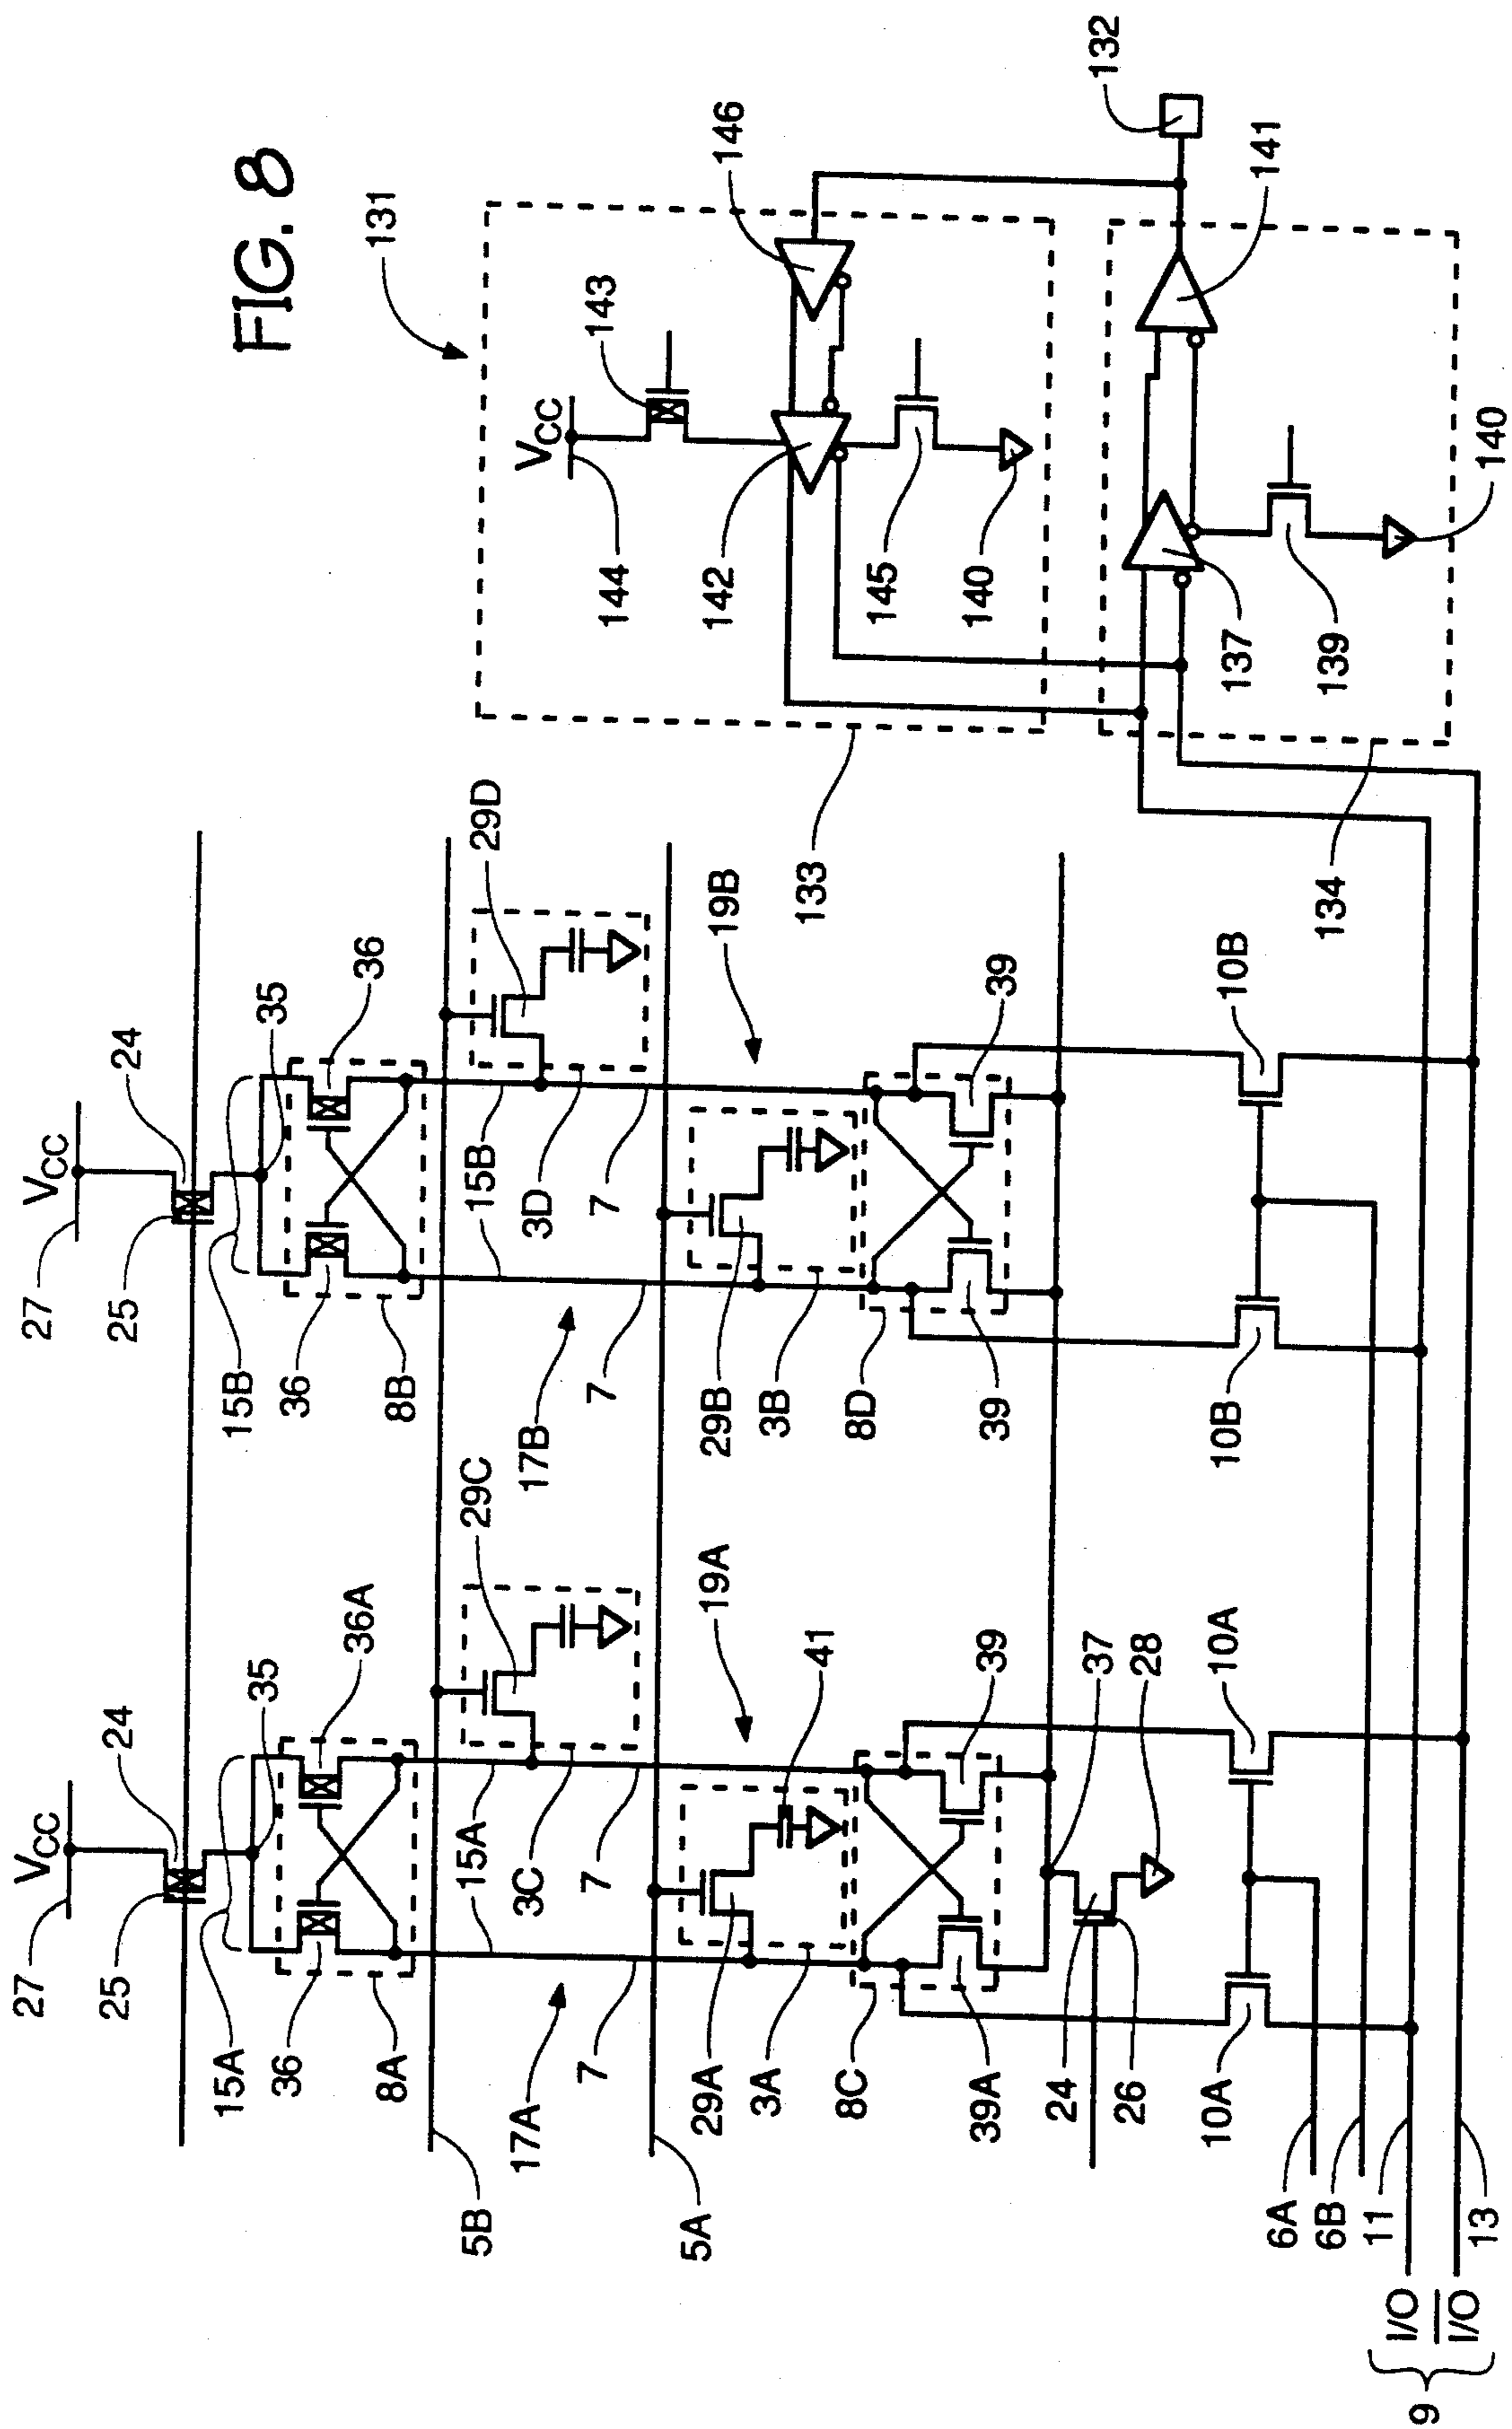 FIG. 8
131
132
146
143
VCC
144
142
145
140
141
137
139
140
133
134
VCC
27
24
25
35
15B
36
36
8B
29D
15B
3D
7
17B
7
19B
29B
3B
8D
39
39
10B
10B
VCC
27
24
25
35
15A
36A
36
8A
29C
15A
3C
7
17A
7
5B
5A
19A
41
29A
3A
8C
39
39A
37
24
26
28
10A
10A
6A
6B
11
13
I/O
I/O
9